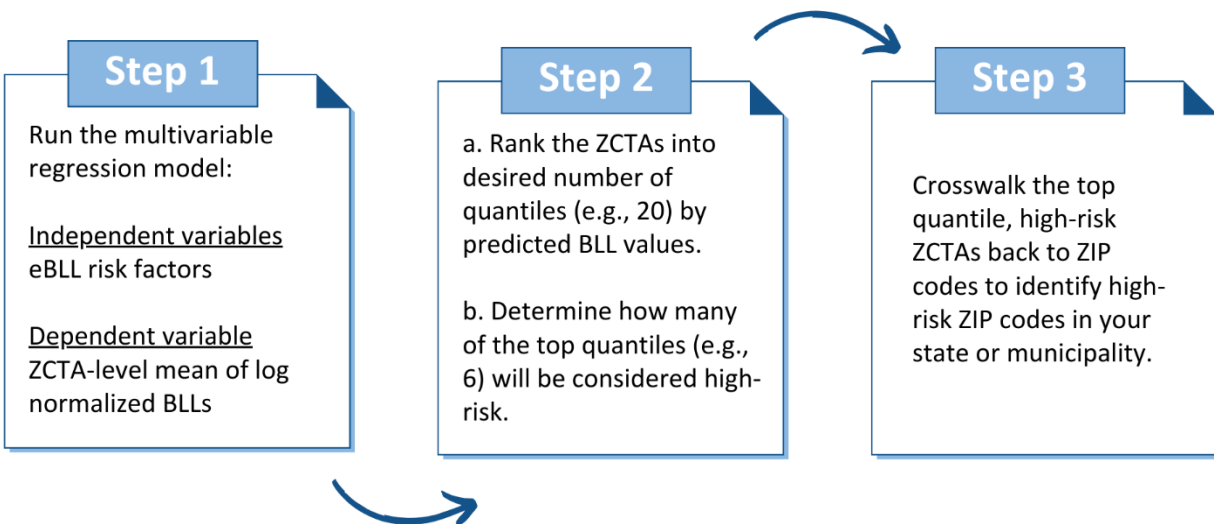 Step 1
Run the multivariable
regression model:
Independent variables
eBLL risk factors
Dependent variable
ZCTA-level mean of log
normalized BLLs
Step 2
a. Rank the ZCTAs into
desired number of
quantiles (e.g., 20) by
predicted BLL values.
b. Determine how many
of the top quantiles (e.g.,
6) will be considered high-
risk.
Step 3
Crosswalk the top
quantile, high-risk
ZCTAs back to ZIP
codes to identify high-
risk ZIP codes in your
state or municipality.